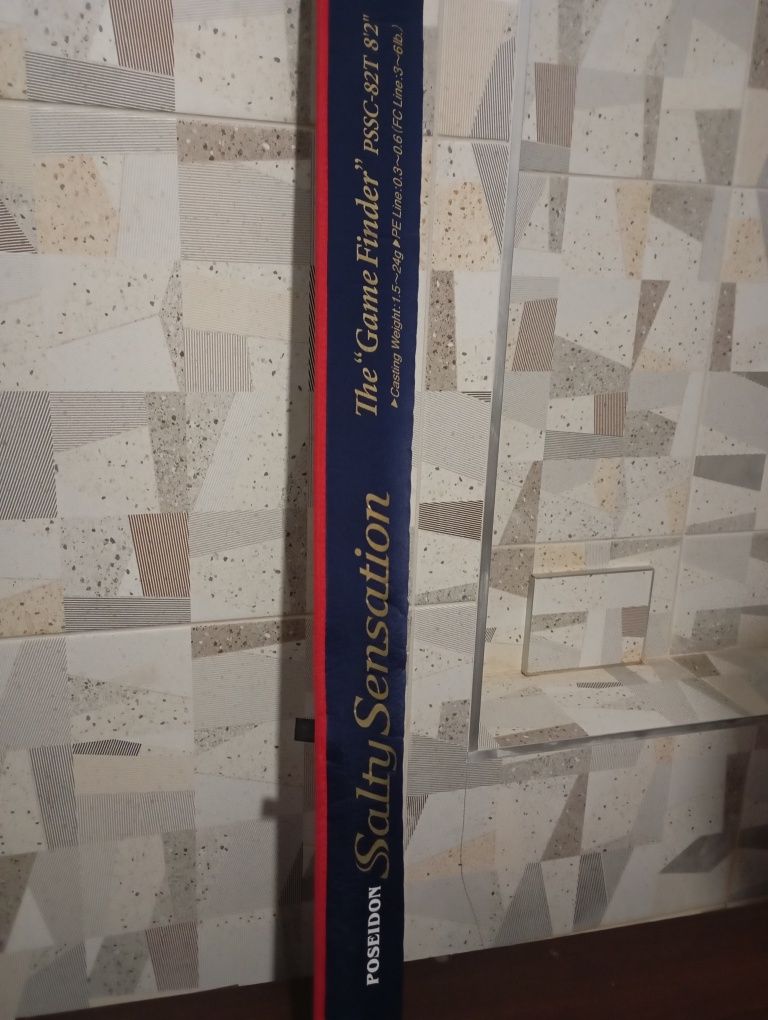 POSEIDON Salty Sensation The “Game Finder” PSSC-82T 8'2"
▶Casting Weight:1.5~24g ▶PE Line:0.3~0.6 (FC Line:3~6lb.)